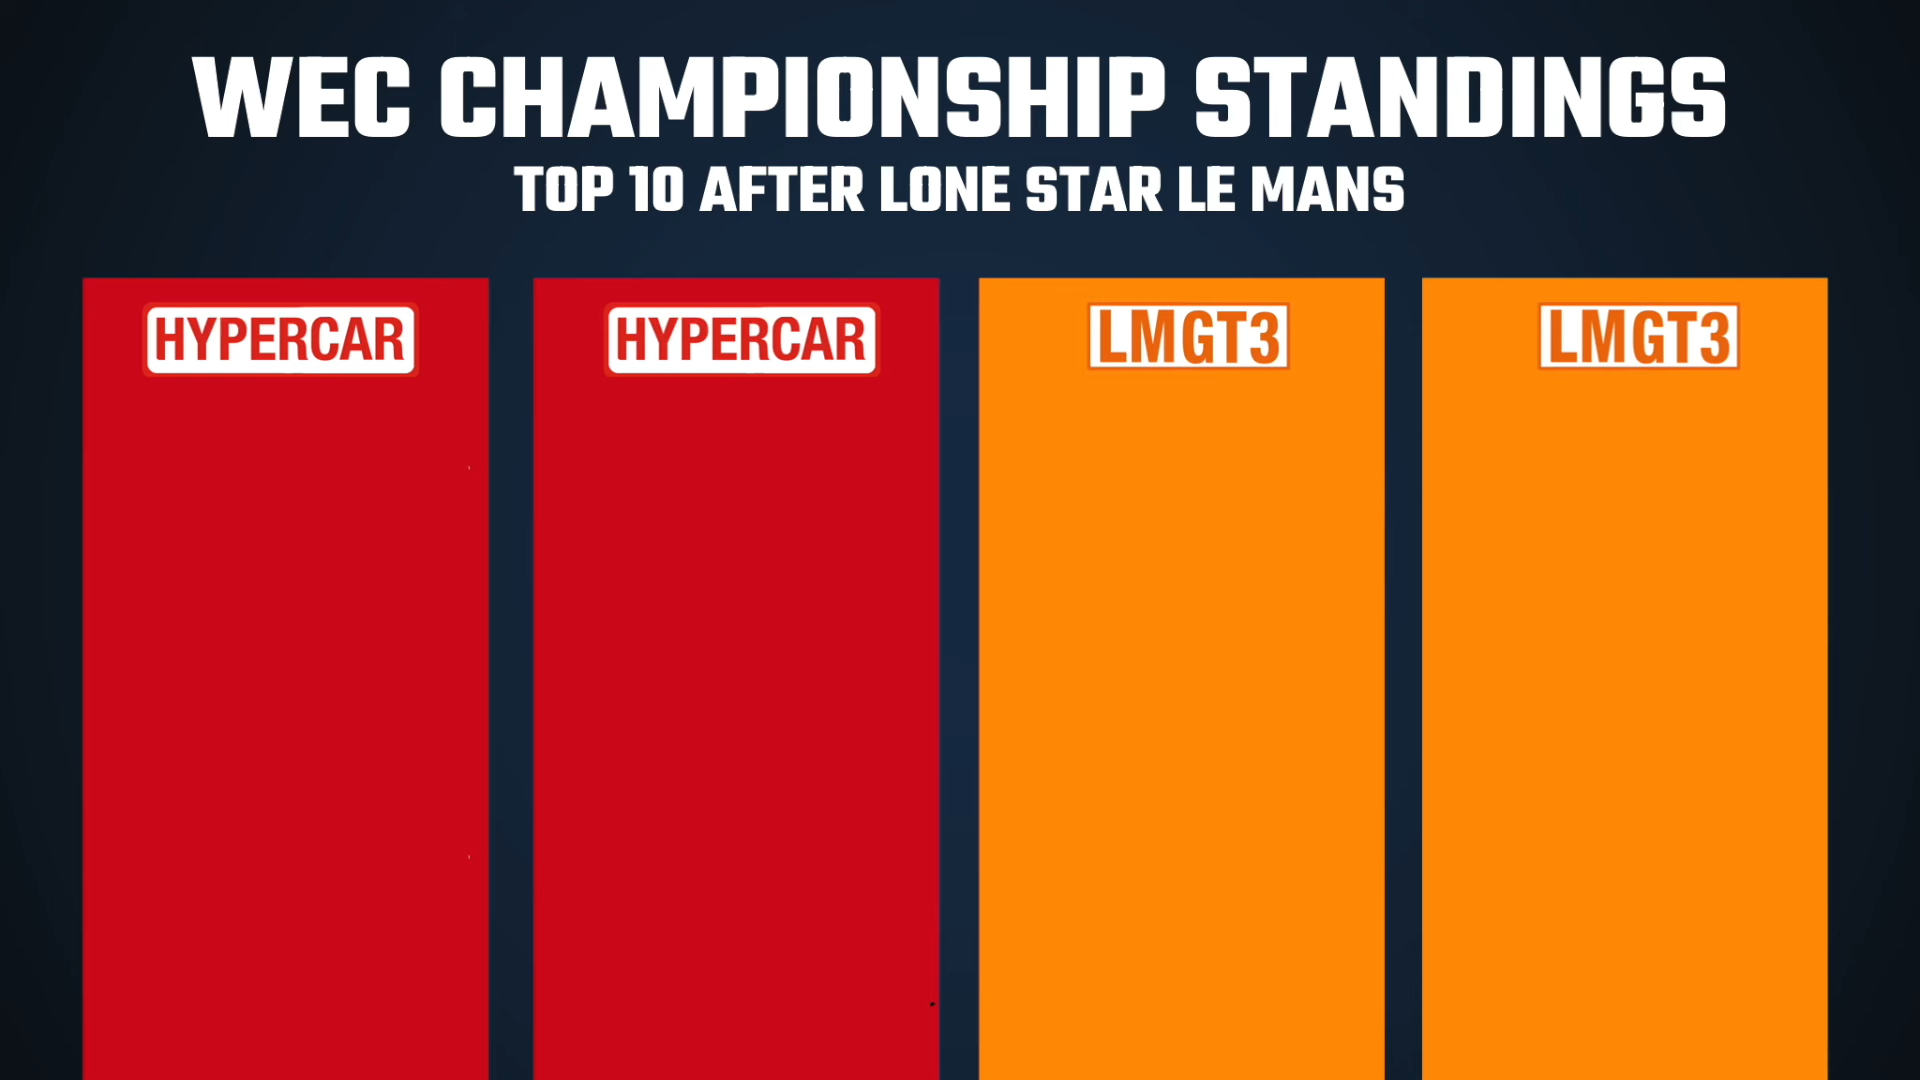 WEC CHAMPIONSHIP STANDINGS
TOP 10 AFTER LONE STAR LE MANS
HYPERCAR
HYPERCAR
LMGT3
LMGT3